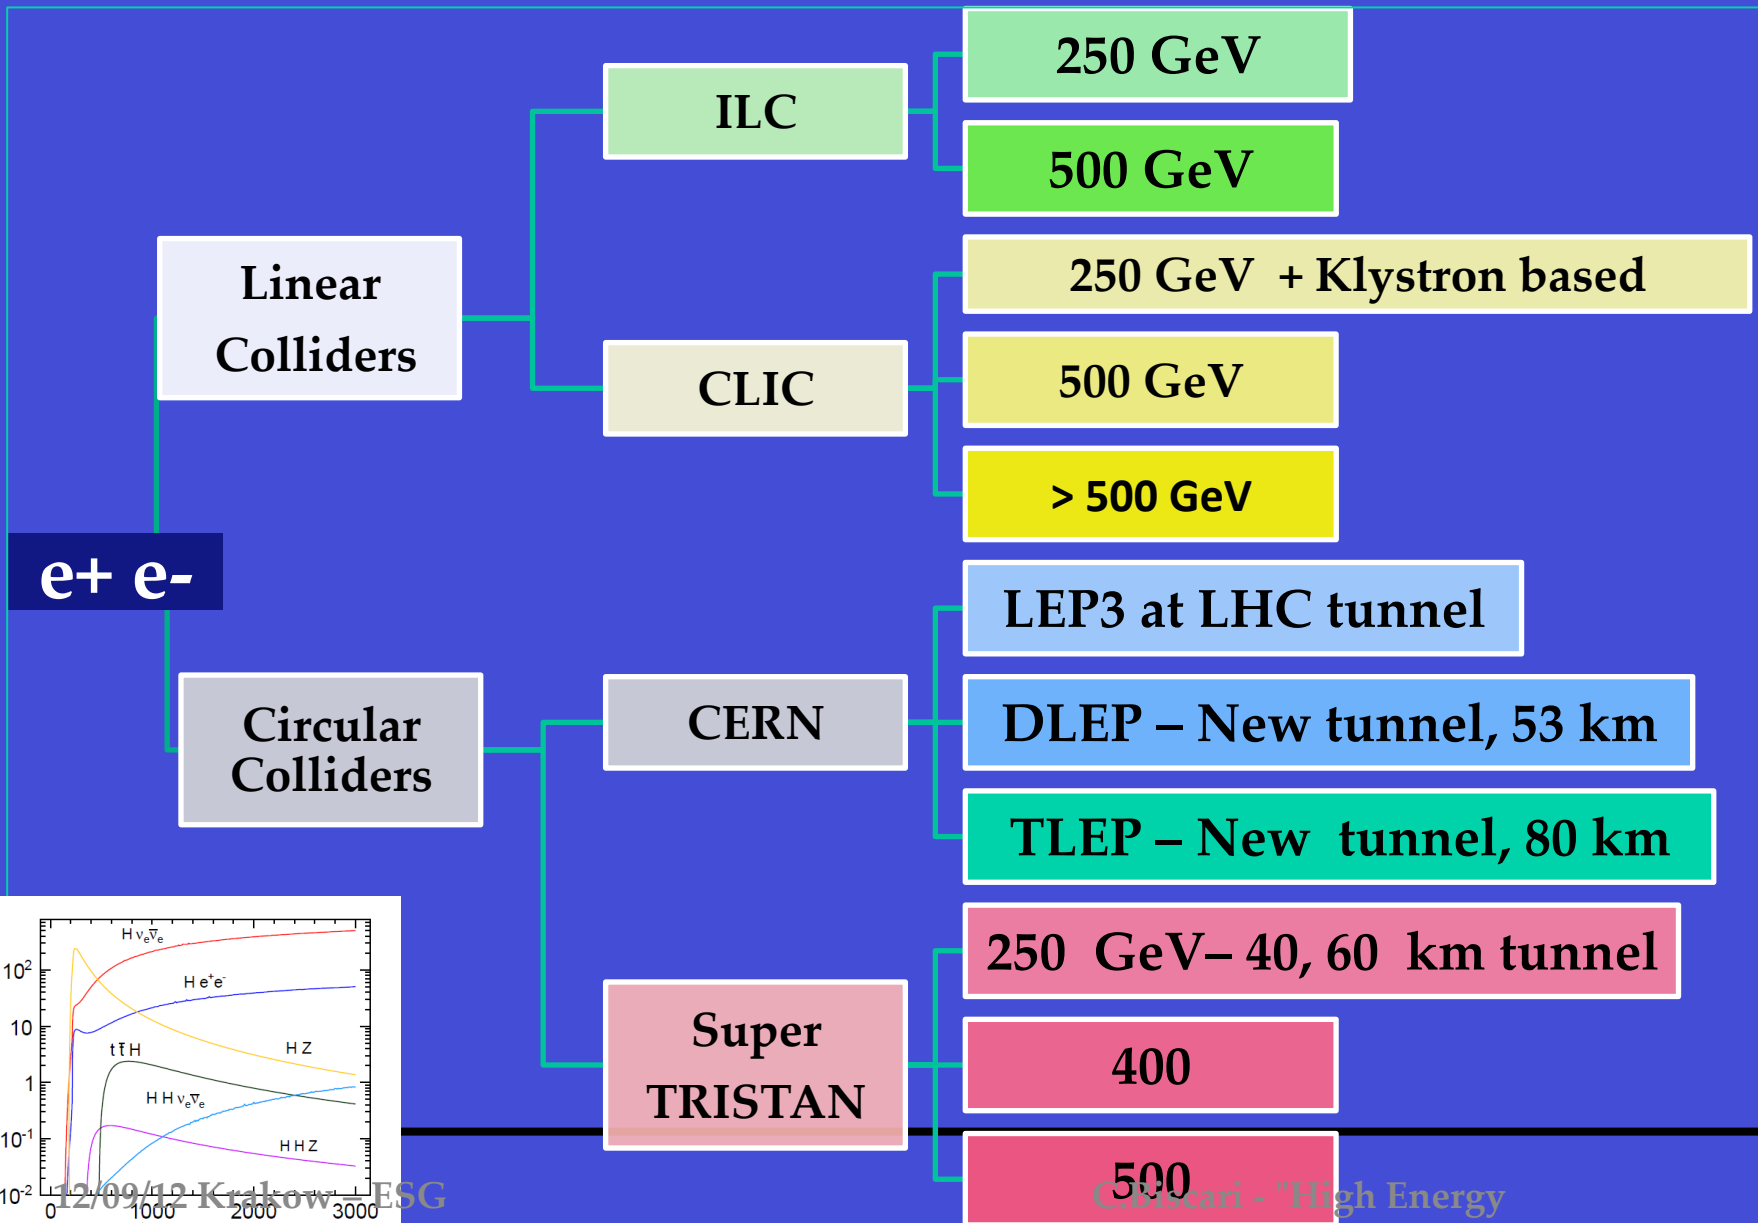 250 GeV
ILC
500 GeV
Linear
Colliders
250 GeV + Klystron based
CLIC
500 GeV
> 500 GeV
e+ e-
LEP3 at LHC tunnel
Circular
Colliders
CERN
DLEP – New tunnel, 53 km
TLEP – New tunnel, 80 km
250 GeV– 40, 60 km tunnel
Super
TRISTAN
400
500
H νₑν̅ₑ
10²
H e⁺e⁻
10
t t̅ H
H Z
1
H H νₑν̅ₑ
10⁻¹
H H Z
10⁻²
0 1000 2000 3000
12/09/12 Krakow – ESG
C.Biscari - "High Energy